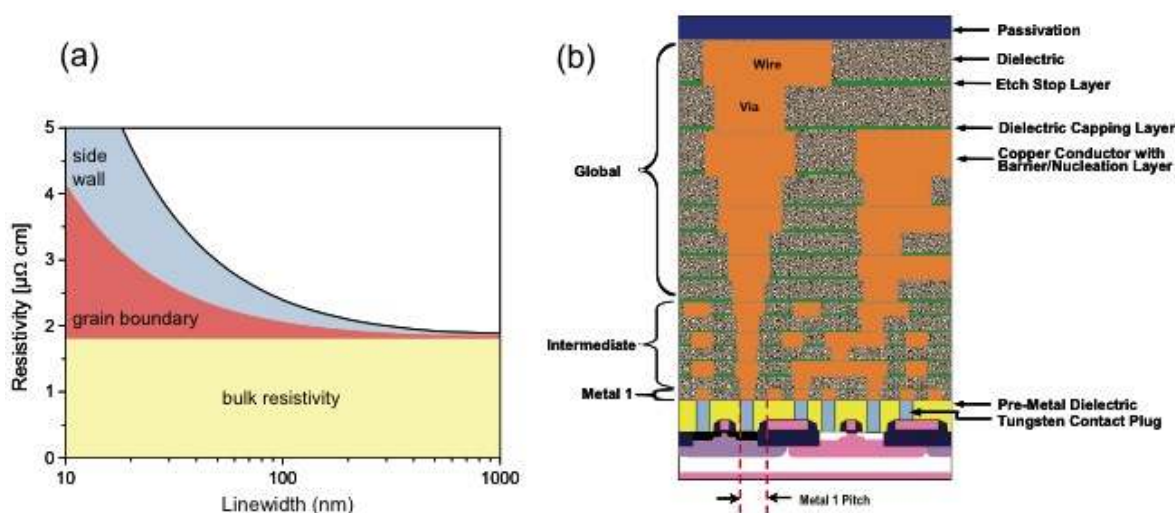 (a)
5
4
3
2
1
0
Resistivity [μΩ cm]
side
wall
grain boundary
bulk resistivity
10
100
1000
Linewidth (nm)
(b)
Global
Intermediate
Metal 1
Wire
Via
Passivation
Dielectric
Etch Stop Layer
Dielectric Capping Layer
Copper Conductor with
Barrier/Nucleation Layer
Pre-Metal Dielectric
Tungsten Contact Plug
Metal 1 Pitch